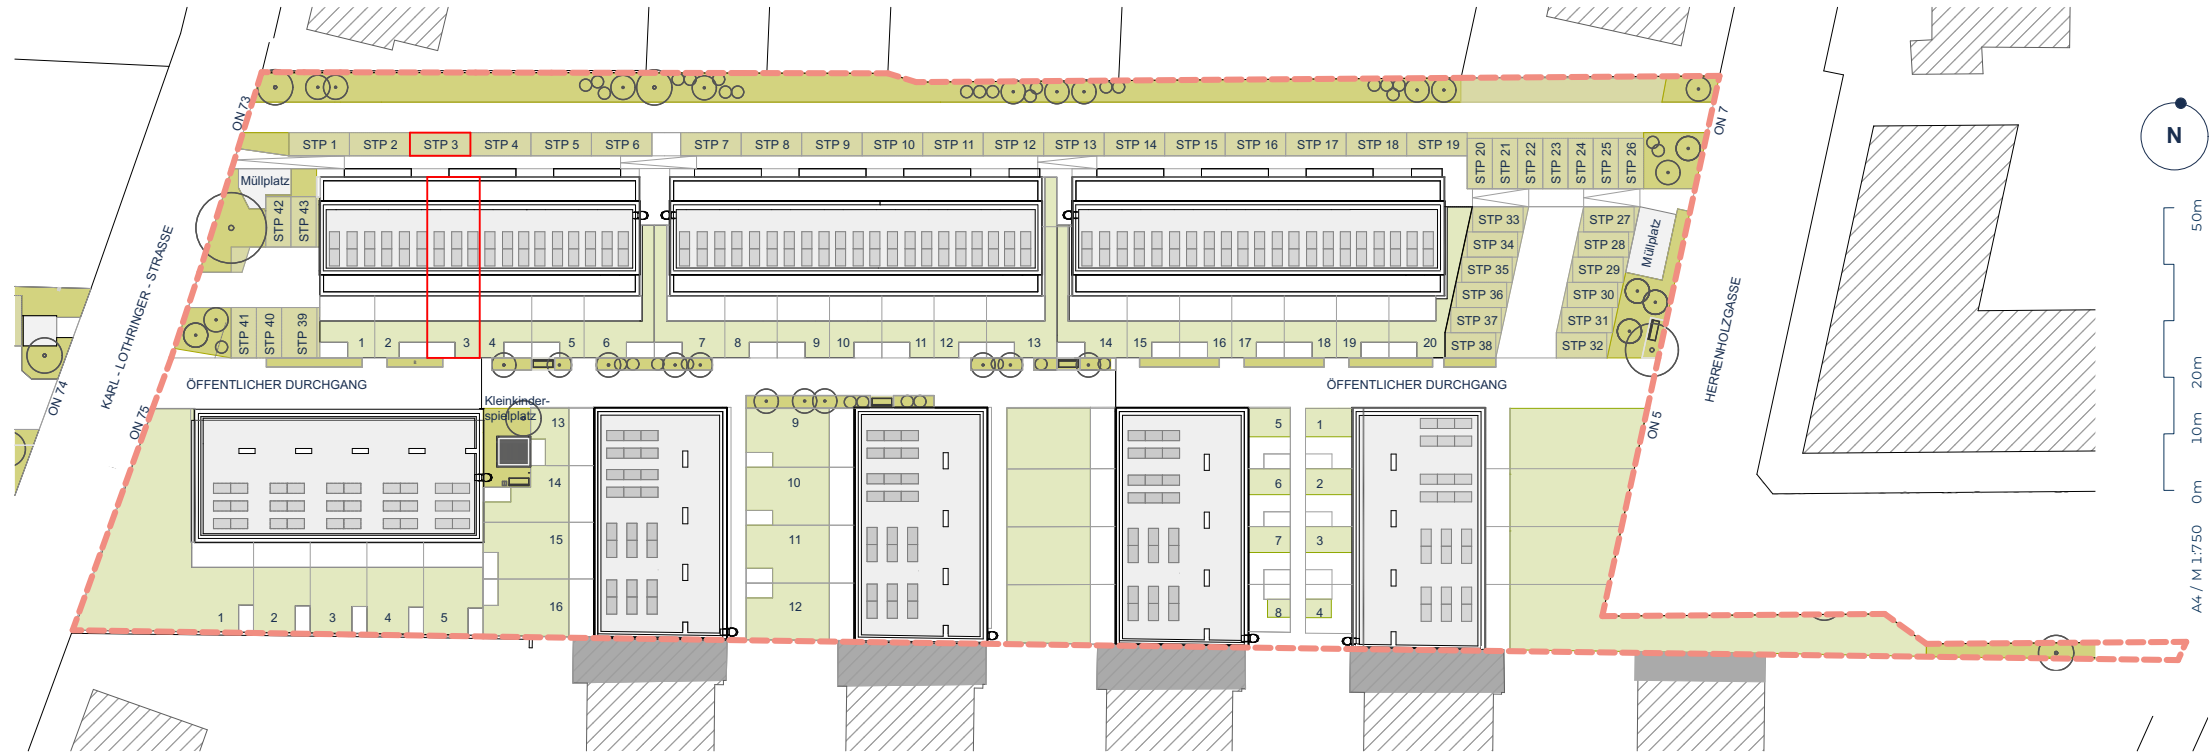 ON 73
ON 7
STP 1 STP 2 STP 3 STP 4 STP 5 STP 6 STP 7 STP 8 STP 9 STP 10 STP 11 STP 12 STP 13 STP 14 STP 15 STP 16 STP 17 STP 18 STP 19
STP 20
STP 21
STP 22
STP 23
STP 24
STP 25
STP 26
N
Müllplatz
STP 42
STP 43
STP 33
STP 34
STP 35
STP 36
STP 37
STP 38
STP 27
STP 28
STP 29
STP 30
STP 31
STP 32
Müllplatz
KARL - LOTHRINGER - STRASSE
HERRENHOLZGASSE
STP 41
STP 40
STP 39
1 2 3 4 5 6 7 8 9 10 11 12 13 14 15 16 17 18 19 20
ÖFFENTLICHER DURCHGANG
ÖFFENTLICHER DURCHGANG
ON 74
ON 75
ON 5
Kleinkinder-
spielplatz
13
14
15
16
9
10
11
12
5 1
6 2
7 3
8 4
1 2 3 4 5
50m
20m
10m
0m
A4 / M 1:750